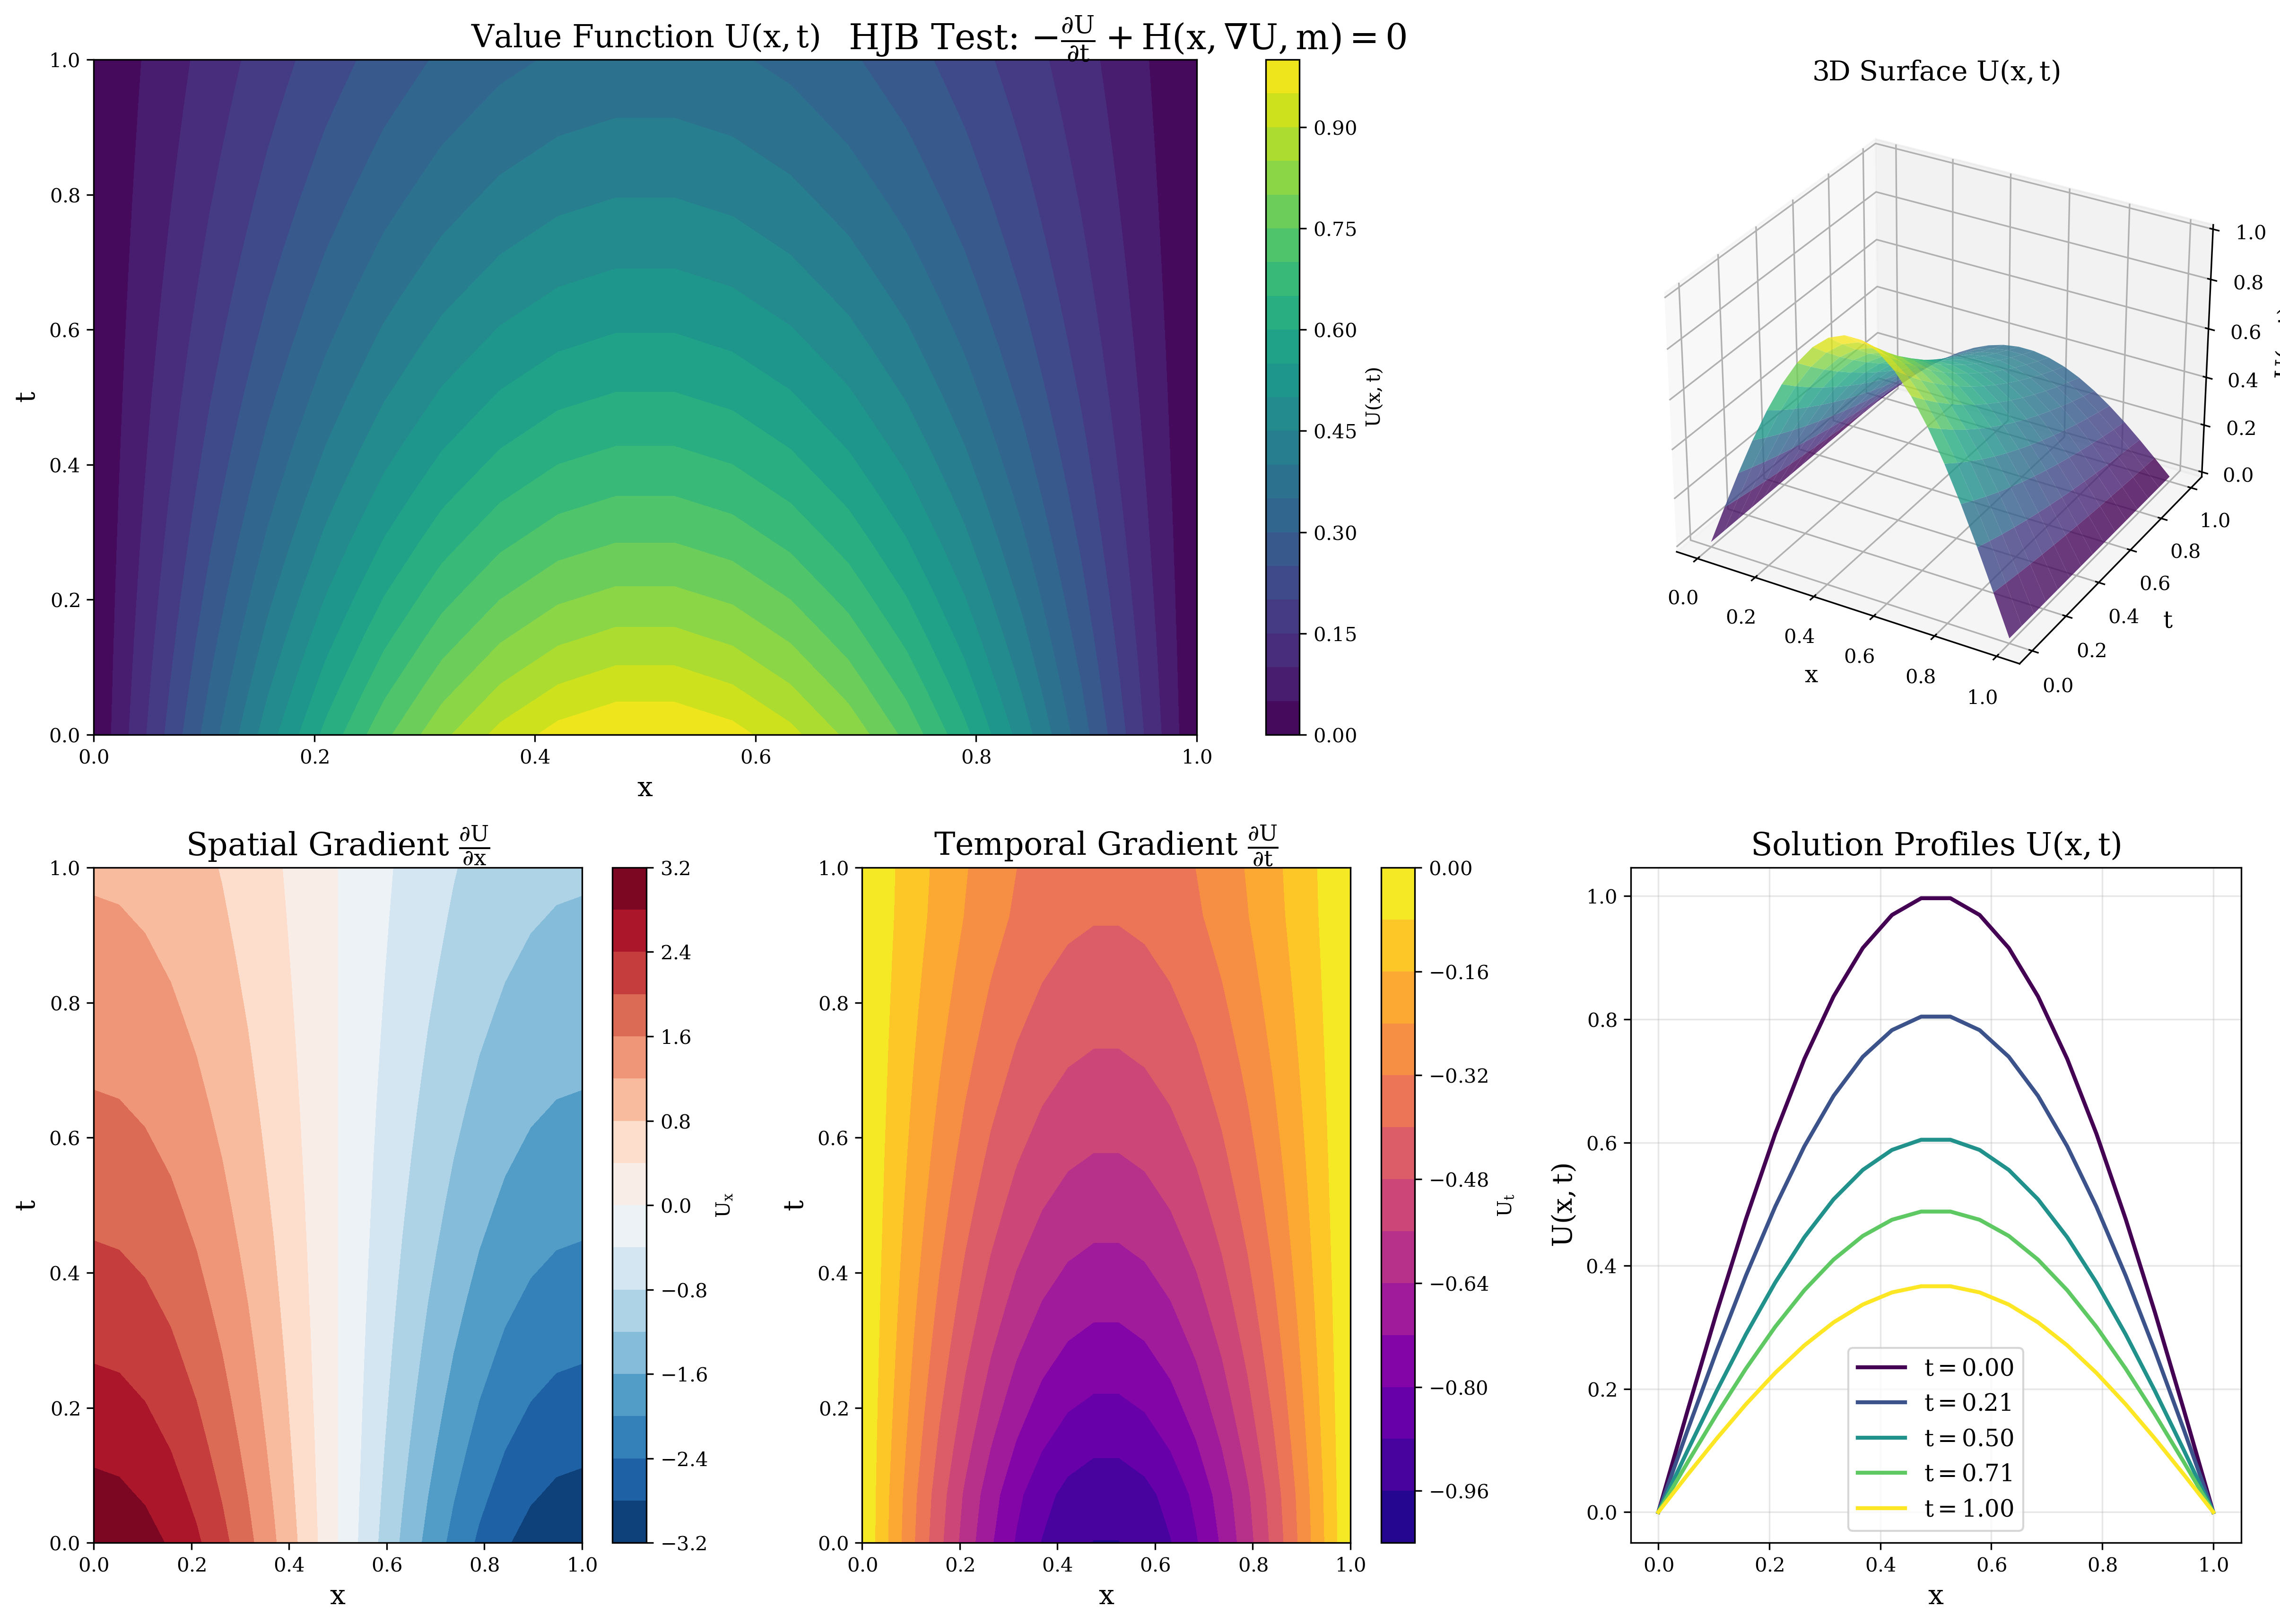 Value Function U(x, t)
HJB Test: −∂U/∂t + H(x, ∇U, m) = 0
1.0
0.8
0.6
0.4
0.2
0.0
t
0.0 0.2 0.4 0.6 0.8 1.0
x
0.90
0.75
0.60
0.45
0.30
0.15
0.00
U(x, t)
3D Surface U(x, t)
1.0
0.8
0.6
0.4
0.2
0.0
0.0 0.2 0.4 0.6 0.8 1.0
x
0.0 0.2 0.4 0.6 0.8 1.0
t
Spatial Gradient ∂U/∂x
1.0
0.8
0.6
0.4
0.2
0.0
t
0.0 0.2 0.4 0.6 0.8 1.0
x
3.2
2.4
1.6
0.8
0.0
−0.8
−1.6
−2.4
−3.2
Uₓ
Temporal Gradient ∂U/∂t
1.0
0.8
0.6
0.4
0.2
0.0
t
0.0 0.2 0.4 0.6 0.8 1.0
x
0.00
−0.16
−0.32
−0.48
−0.64
−0.80
−0.96
Uₜ
Solution Profiles U(x, t)
1.0
0.8
0.6
0.4
0.2
0.0
U(x, t)
0.0 0.2 0.4 0.6 0.8 1.0
x
t = 0.00
t = 0.21
t = 0.50
t = 0.71
t = 1.00